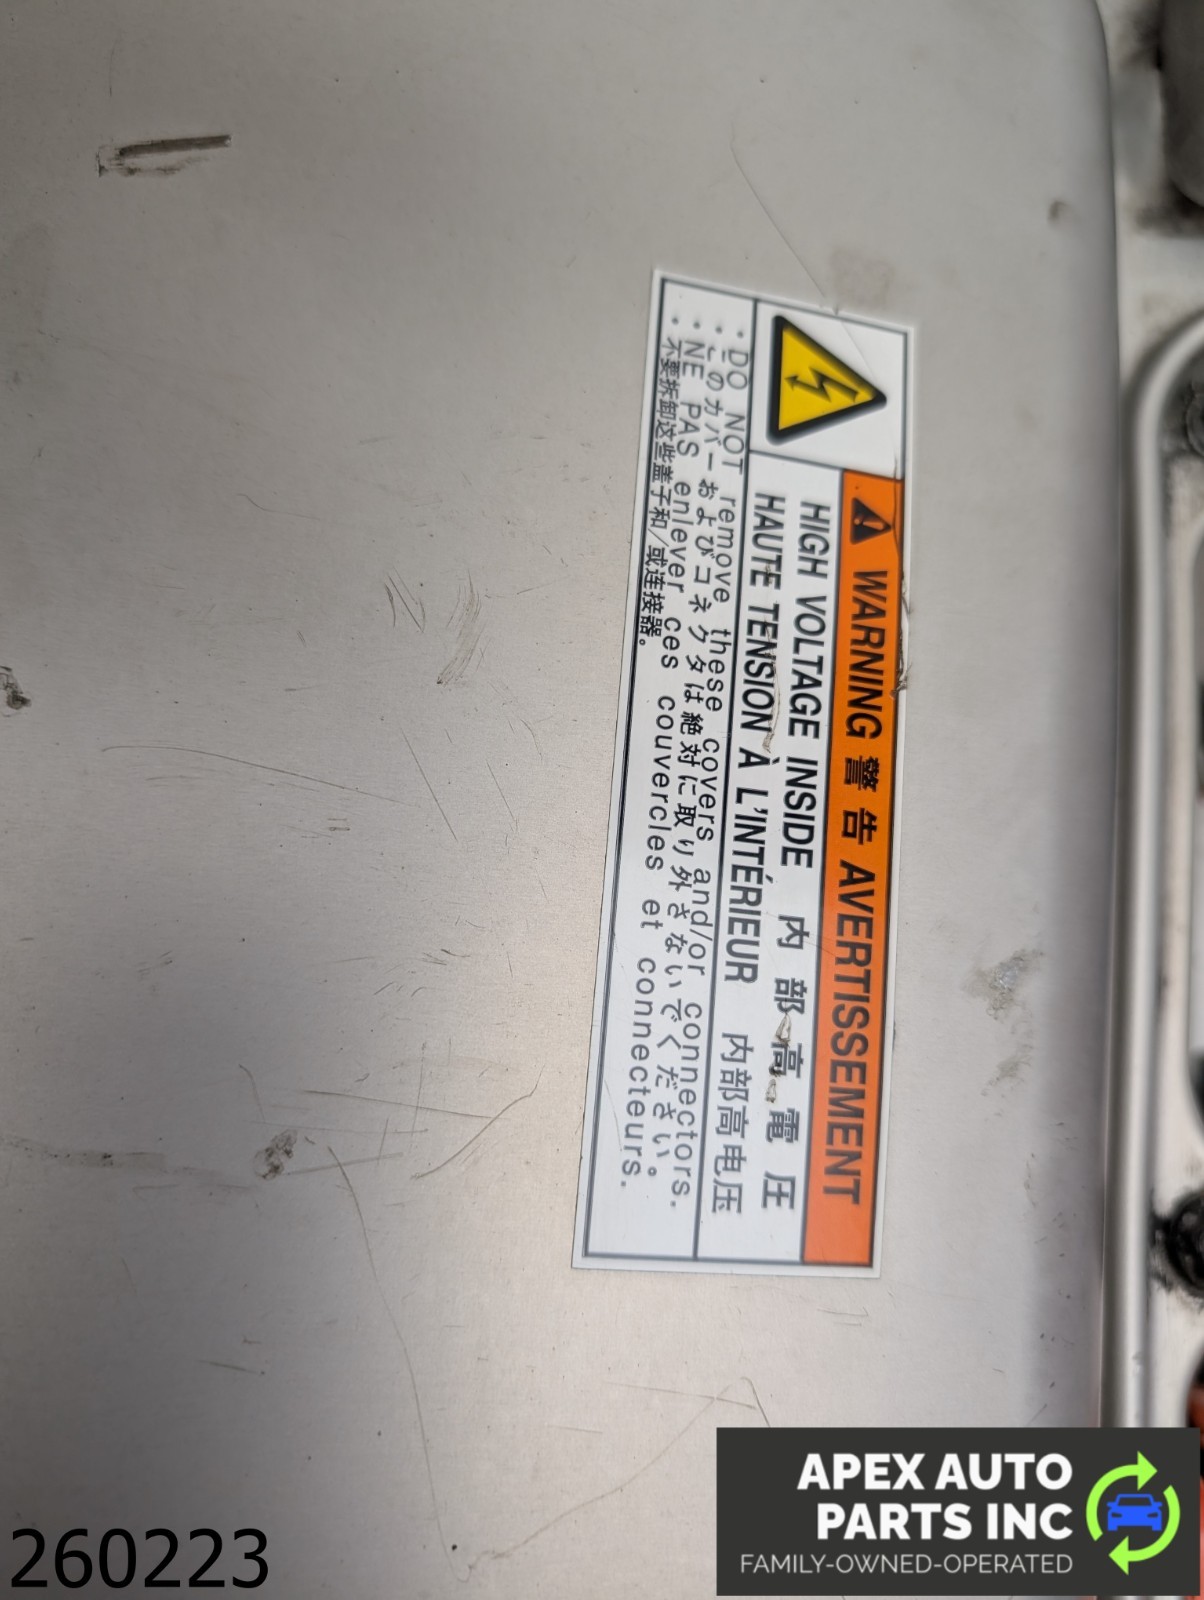 WARNING 警告 AVERTISSEMENT
HIGH VOLTAGE INSIDE 内部高電圧
HAUTE TENSION À L'INTÉRIEUR 内部高电压
· DO NOT remove these covers and/or connectors.
· このカバーおよびコネクタは絶対に取り外さないでください。
· NE PAS enlever ces couvercles et connecteurs.
· 不要拆卸这些盖子和/或连接器。
260223
APEX AUTO
PARTS INC
FAMILY-OWNED-OPERATED